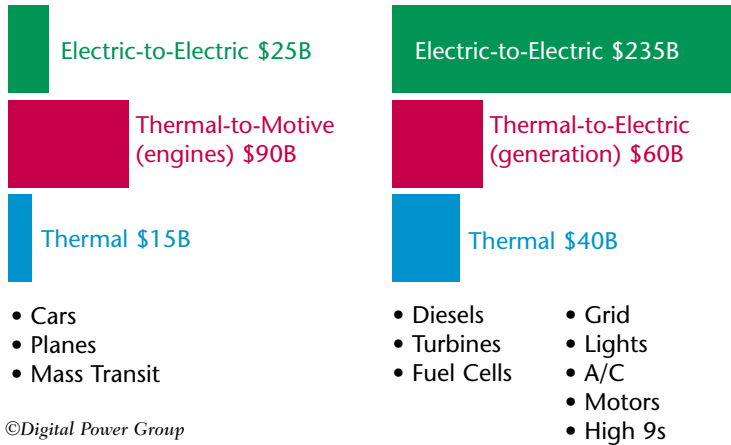 Electric-to-Electric $25B
Thermal-to-Motive
(engines) $90B
Thermal $15B
• Cars
• Planes
• Mass Transit
©Digital Power Group
Electric-to-Electric $235B
Thermal-to-Electric
(generation) $60B
Thermal $40B
• Diesels
• Turbines
• Fuel Cells
• Grid
• Lights
• A/C
• Motors
• High 9s